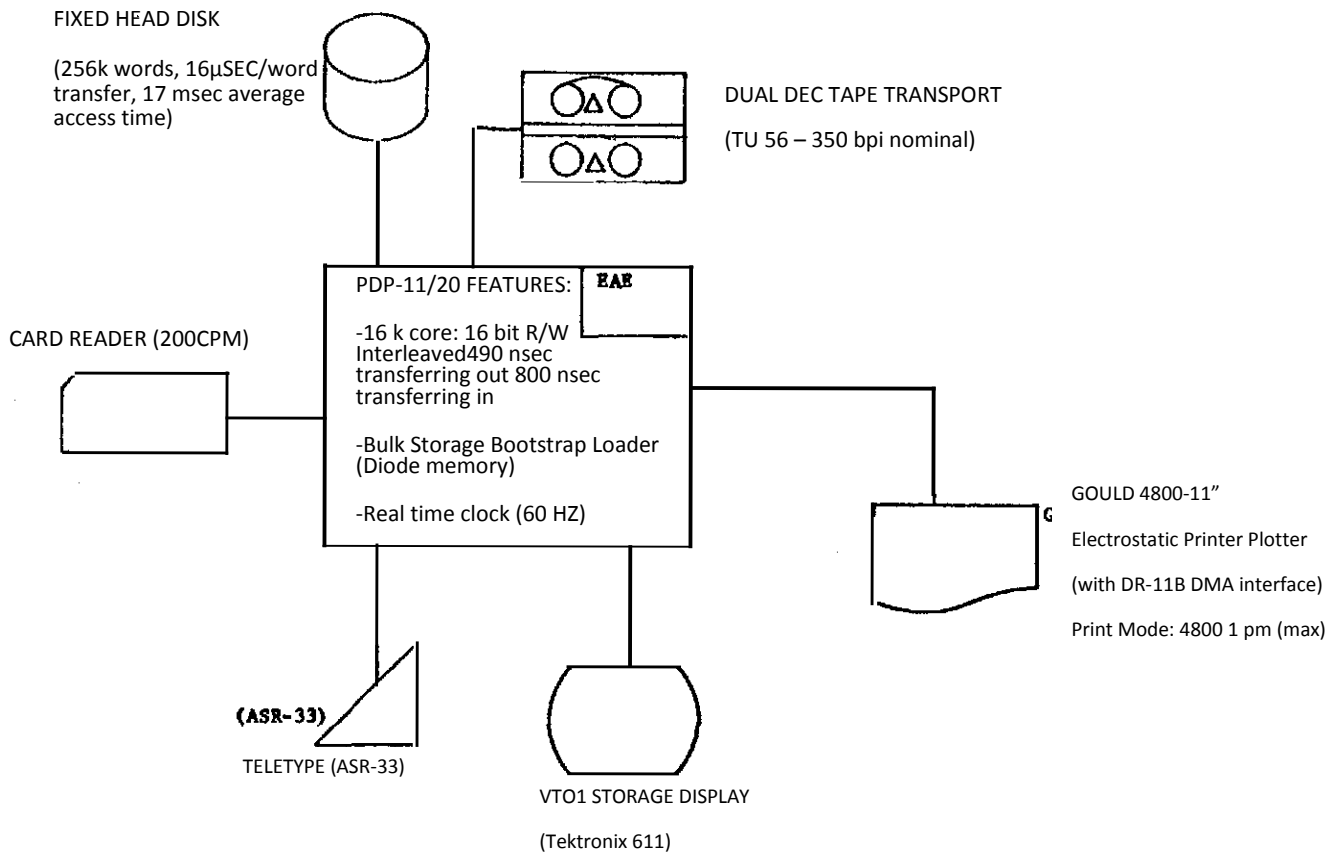 FIXED HEAD DISK
(256k words, 16µSEC/word
transfer, 17 msec average
access time)
DUAL DEC TAPE TRANSPORT
(TU 56 – 350 bpi nominal)
PDP-11/20 FEATURES:
EAE
-16 k core: 16 bit R/W
Interleaved490 nsec
transferring out 800 nsec
transferring in
-Bulk Storage Bootstrap Loader
(Diode memory)
-Real time clock (60 HZ)
CARD READER (200CPM)
G
GOULD 4800-11”
Electrostatic Printer Plotter
(with DR-11B DMA interface)
Print Mode: 4800 1 pm (max)
(ASR-33)
TELETYPE (ASR-33)
VTO1 STORAGE DISPLAY
(Tektronix 611)